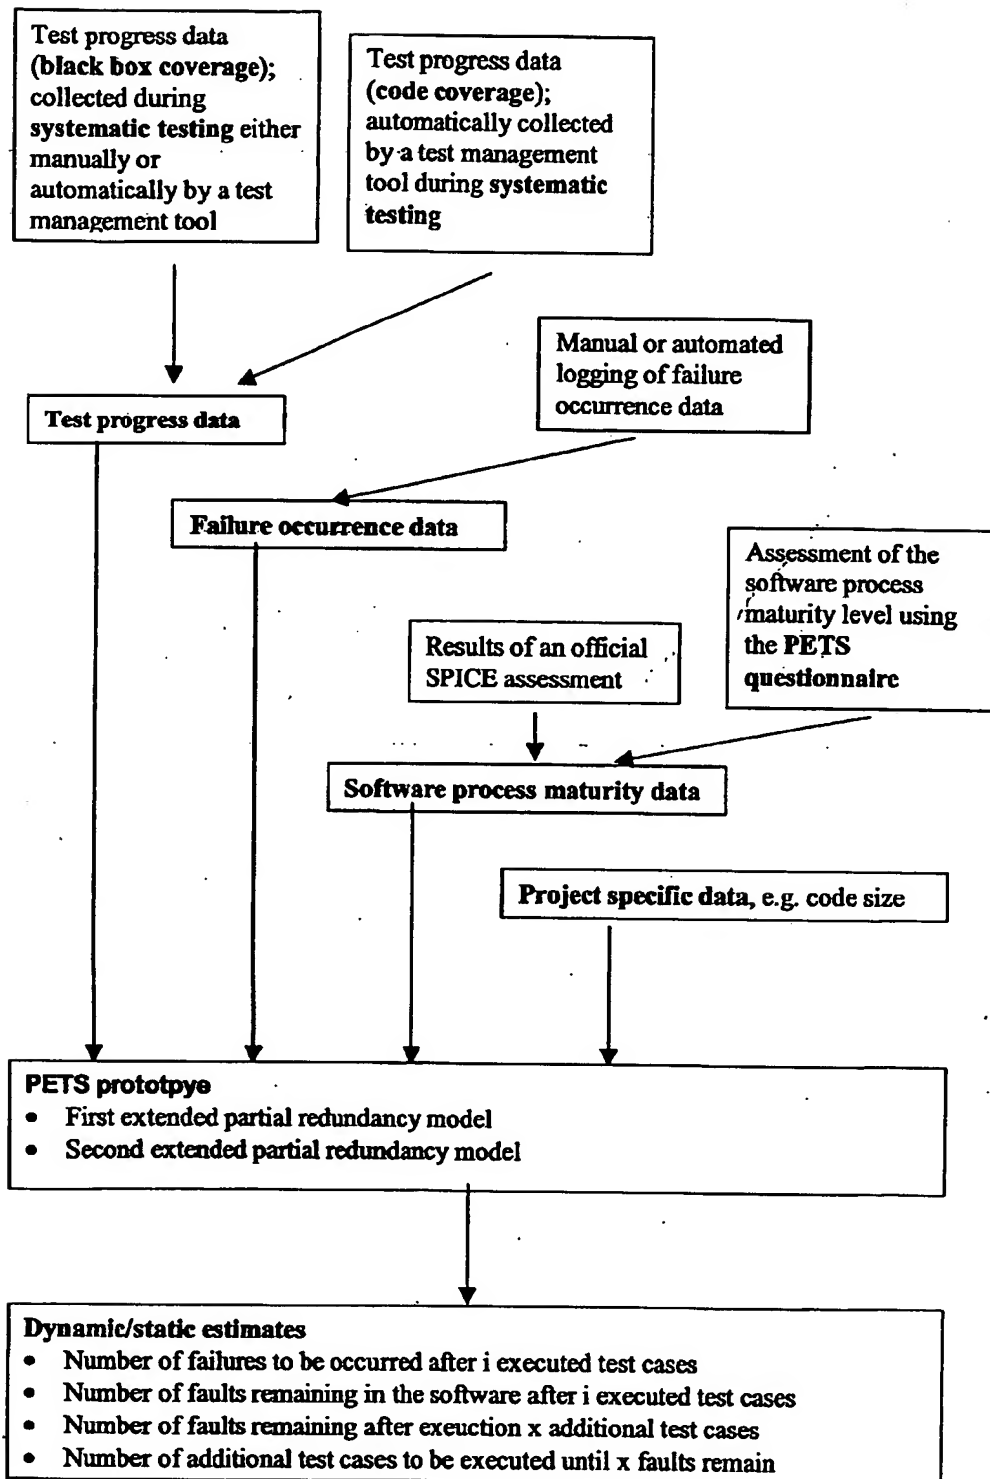 Test progress data
(black box coverage);
collected during
systematic testing either
manually or
automatically by a test
management tool
Test progress data
(code coverage);
automatically collected
by a test management
tool during systematic
testing
Manual or automated
logging of failure
occurrence data
Test progress data
Failure occurrence data
Assessment of the
software process
maturity level using
the PETS
questionnaire
Results of an official
SPICE assessment
Software process maturity data
Project specific data, e.g. code size
PETS prototpye
• First extended partial redundancy model
• Second extended partial redundancy model
Dynamic/static estimates
• Number of failures to be occurred after i executed test cases
• Number of faults remaining in the software after i executed test cases
• Number of faults remaining after exeuction x additional test cases
• Number of additional test cases to be executed until x faults remain